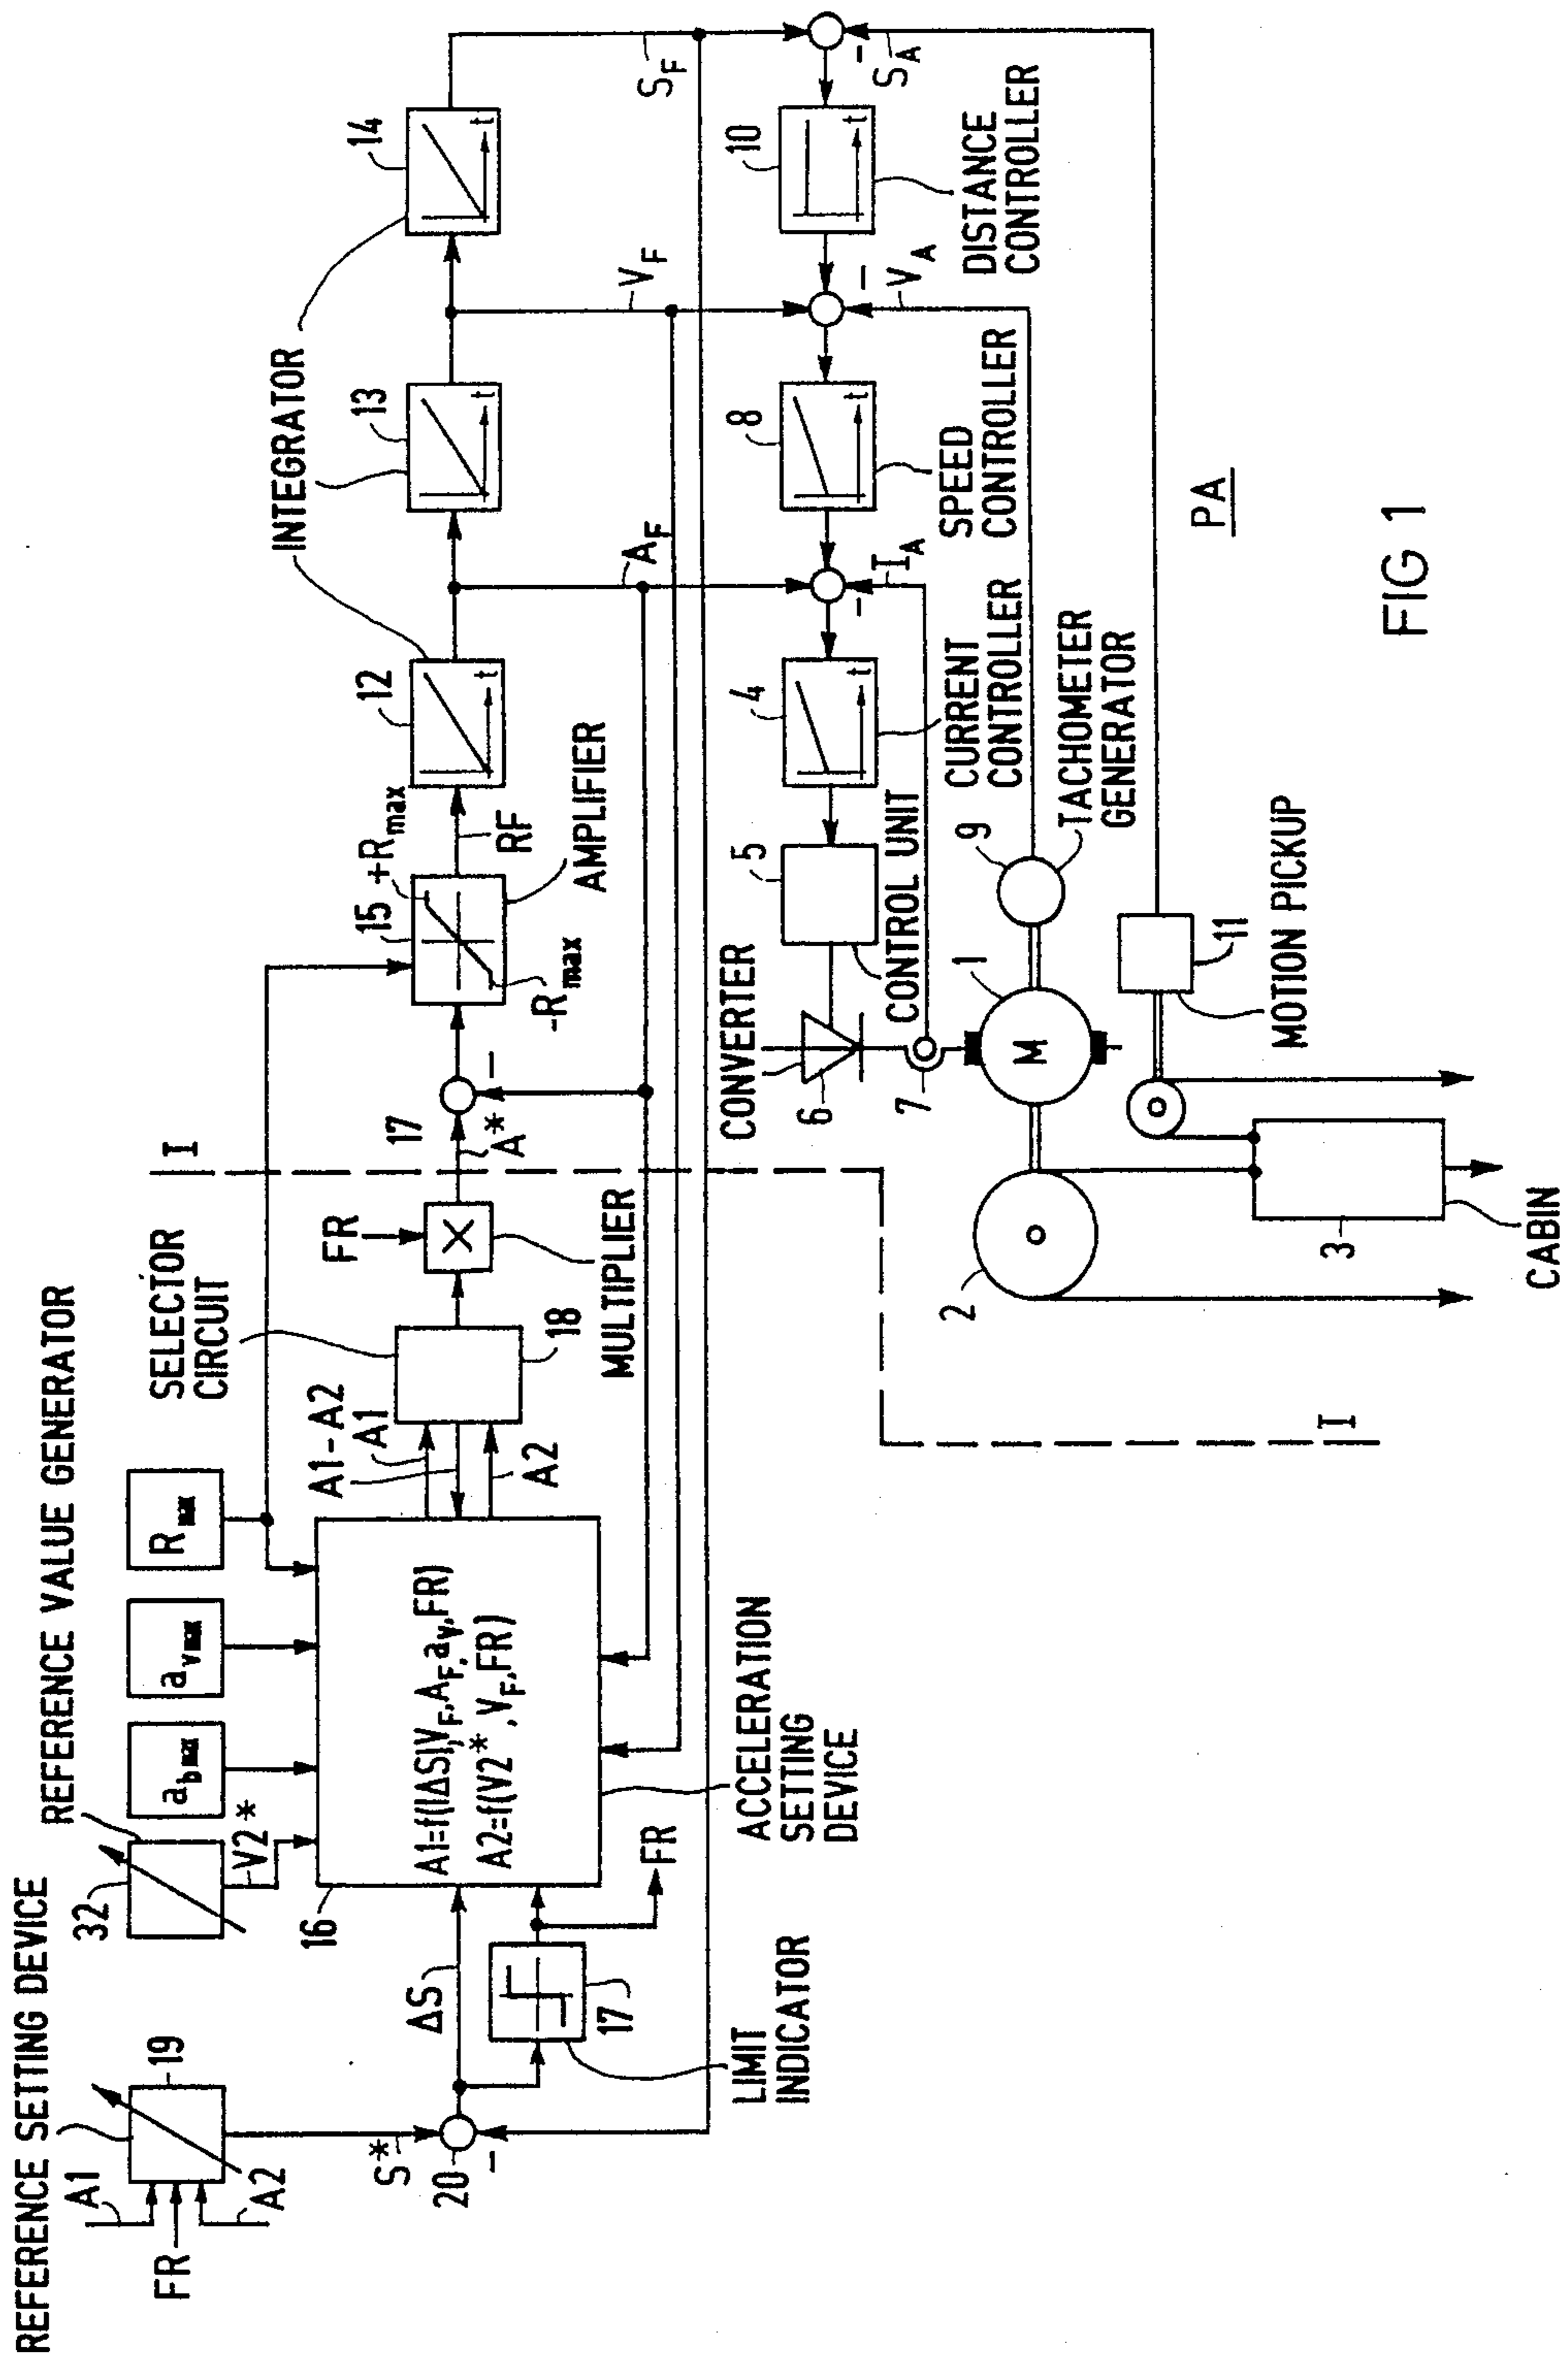 REFERENCE SETTING DEVICE
A1
FR
A2
19
S*
20
−
ΔS
LIMIT
INDICATOR
17
FR
REFERENCE VALUE GENERATOR
32
V2*
a_b max
a_v max
R_max
16
A1=f(|ΔS|,V_F,A_F,a_v,FR)
A2=f(V2*,V_F,FR)
ACCELERATION
SETTING
DEVICE
A1-A2
A1
A2
SELECTOR
CIRCUIT
18
FR
X
MULTIPLIER
I
I
A*
17
−
15
+R_max
-R_max
RF
AMPLIFIER
12
t
INTEGRATOR
13
t
14
t
A_F
V_F
S_F
−
S_A
10
t
DISTANCE
CONTROLLER
−
V_A
8
t
SPEED
CONTROLLER
−
I_A
4
t
CURRENT
CONTROLLER
5
CONTROL UNIT
CONVERTER
6
7
1
M
9
TACHOMETER
GENERATOR
11
MOTION PICKUP
2
3
CABIN
PA
FIG 1